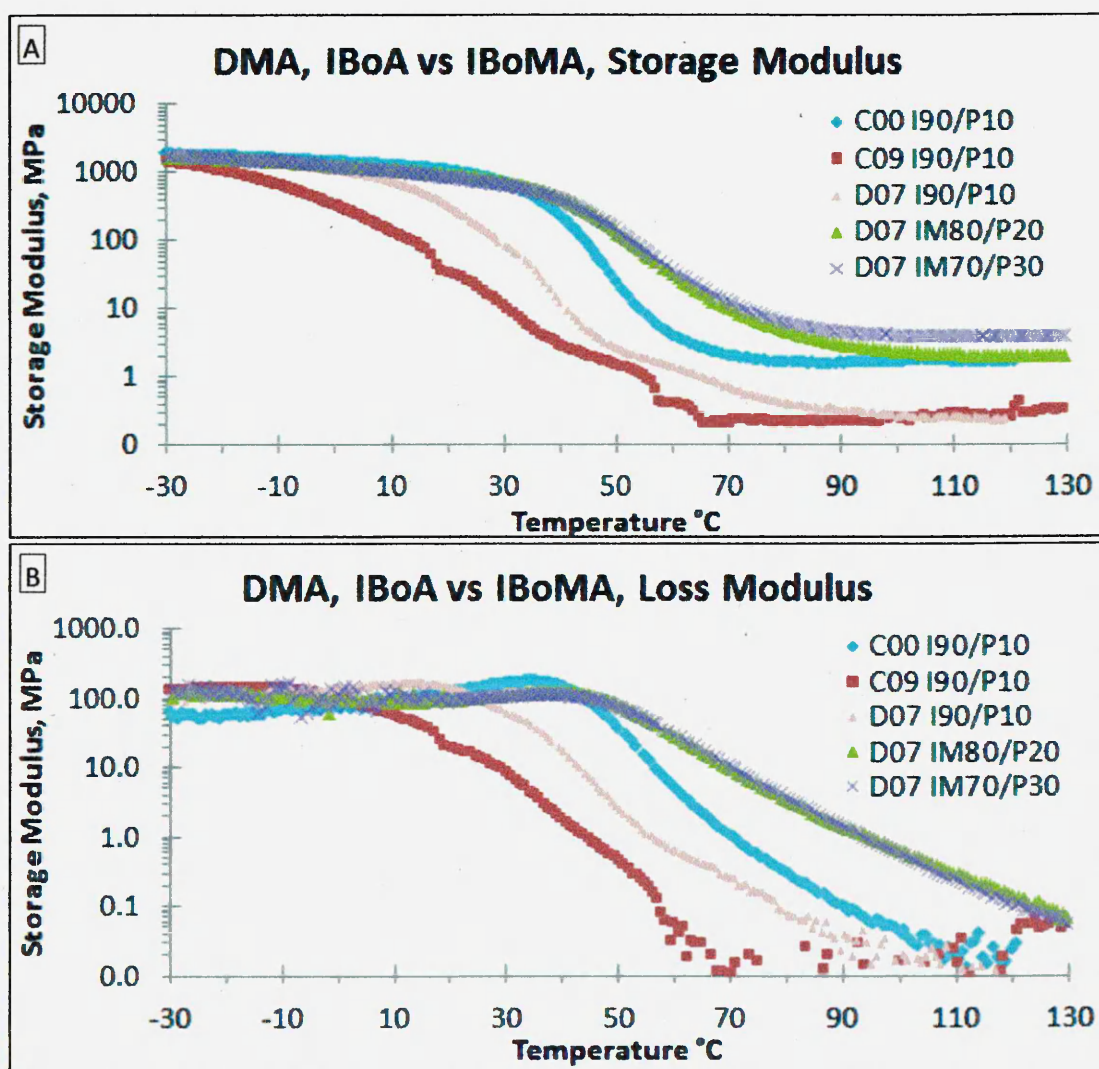 A
DMA, IBoA vs IBoMA, Storage Modulus
Storage Modulus, MPa
10000
1000
100
10
1
0
C00 I90/P10
C09 I90/P10
D07 I90/P10
D07 IM80/P20
D07 IM70/P30
-30 -10 10 30 50 70 90 110 130
Temperature °C
B
DMA, IBoA vs IBoMA, Loss Modulus
Storage Modulus, MPa
1000.0
100.0
10.0
1.0
0.1
0.0
C00 I90/P10
C09 I90/P10
D07 I90/P10
D07 IM80/P20
D07 IM70/P30
-30 -10 10 30 50 70 90 110 130
Temperature °C